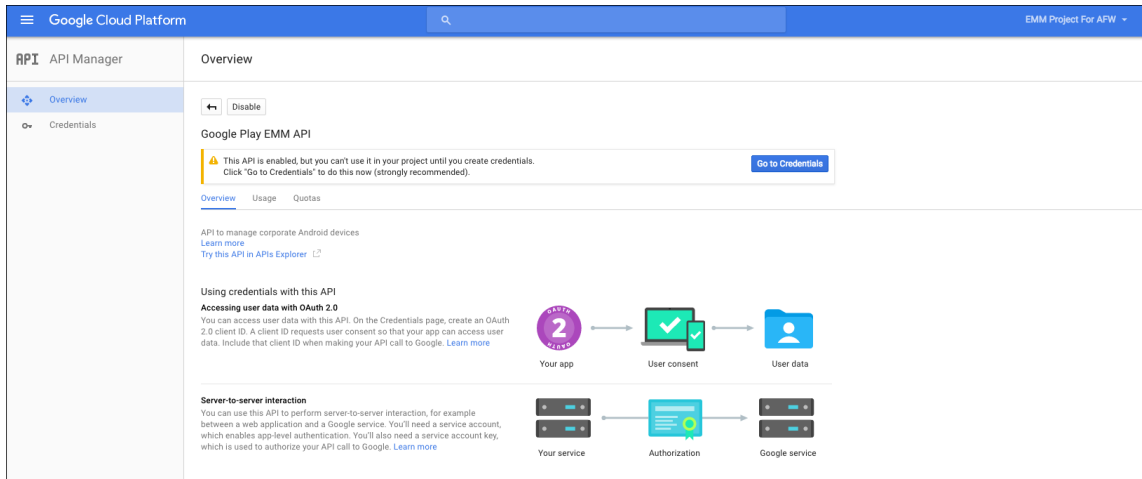 Google Cloud Platform
EMM Project For AFW
API API Manager
Overview
Overview
Credentials
Disable
Google Play EMM API
This API is enabled, but you can't use it in your project until you create credentials.
Click "Go to Credentials" to do this now (strongly recommended).
Go to Credentials
Overview Usage Quotas
API to manage corporate Android devices
Learn more
Try this API in APIs Explorer
Using credentials with this API
Accessing user data with OAuth 2.0
You can access user data with this API. On the Credentials page, create an OAuth
2.0 client ID. A client ID requests user consent so that your app can access user
data. Include that client ID when making your API call to Google. Learn more
OAUTH
2
OAUTH
Your app
User consent
User data
Server-to-server interaction
You can use this API to perform server-to-server interaction, for example
between a web application and a Google service. You'll need a service account,
which enables app-level authentication. You'll also need a service account key,
which is used to authorize your API call to Google. Learn more
Your service
Authorization
Google service